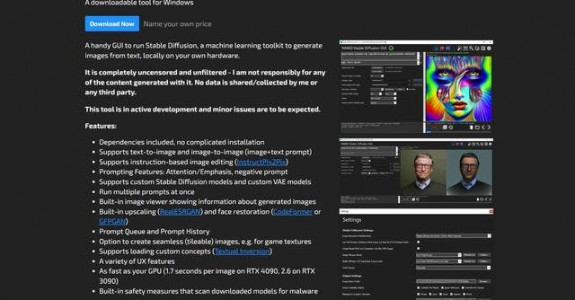 A downloadable tool for Windows
Download Now Name your own price
A handy GUI to run Stable Diffusion, a machine learning toolkit to generate
images from text, locally on your own hardware.
It is completely uncensored and unfiltered - I am not responsible for any
of the content generated with it. No data is shared/collected by me or
any third party.
This tool is in active development and minor issues are to be expected.
Features:
Dependencies included, no complicated installation
Supports text-to-image and image-to-image (image+text prompt)
Supports instruction-based image editing (InstructPix2Pix)
Prompting Features: Attention/Emphasis, negative prompt
Supports custom Stable Diffusion models and custom VAE models
Run multiple prompts at once
Built-in image viewer showing information about generated images
Built-in upscaling (RealESRGAN) and face restoration (CodeFormer or
GFPGAN)
Prompt Queue and Prompt History
Option to create seamless (tileable) images, e.g. for game textures
Supports loading custom concepts (Textual Inversion)
A variety of UX features
As fast as your GPU (1.7 seconds per image on RTX 4090, 2.6 on RTX
3090)
Built-in safety measures that scan downloaded models for malware
NMKD Stable Diffusion GUI
Settings